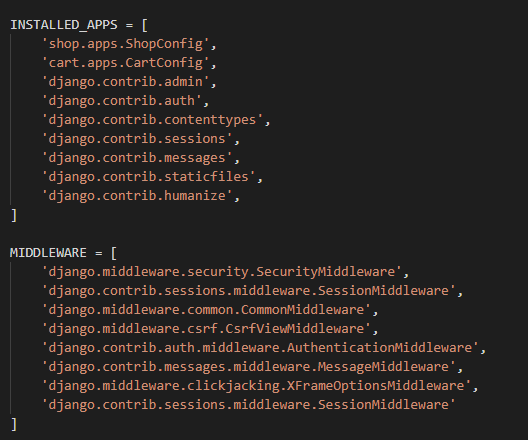 INSTALLED_APPS = [
    'shop.apps.ShopConfig',
    'cart.apps.CartConfig',
    'django.contrib.admin',
    'django.contrib.auth',
    'django.contrib.contenttypes',
    'django.contrib.sessions',
    'django.contrib.messages',
    'django.contrib.staticfiles',
    'django.contrib.humanize',
]
MIDDLEWARE = [
    'django.middleware.security.SecurityMiddleware',
    'django.contrib.sessions.middleware.SessionMiddleware',
    'django.middleware.common.CommonMiddleware',
    'django.middleware.csrf.CsrfViewMiddleware',
    'django.contrib.auth.middleware.AuthenticationMiddleware',
    'django.contrib.messages.middleware.MessageMiddleware',
    'django.middleware.clickjacking.XFrameOptionsMiddleware',
    'django.contrib.sessions.middleware.SessionMiddleware'
]